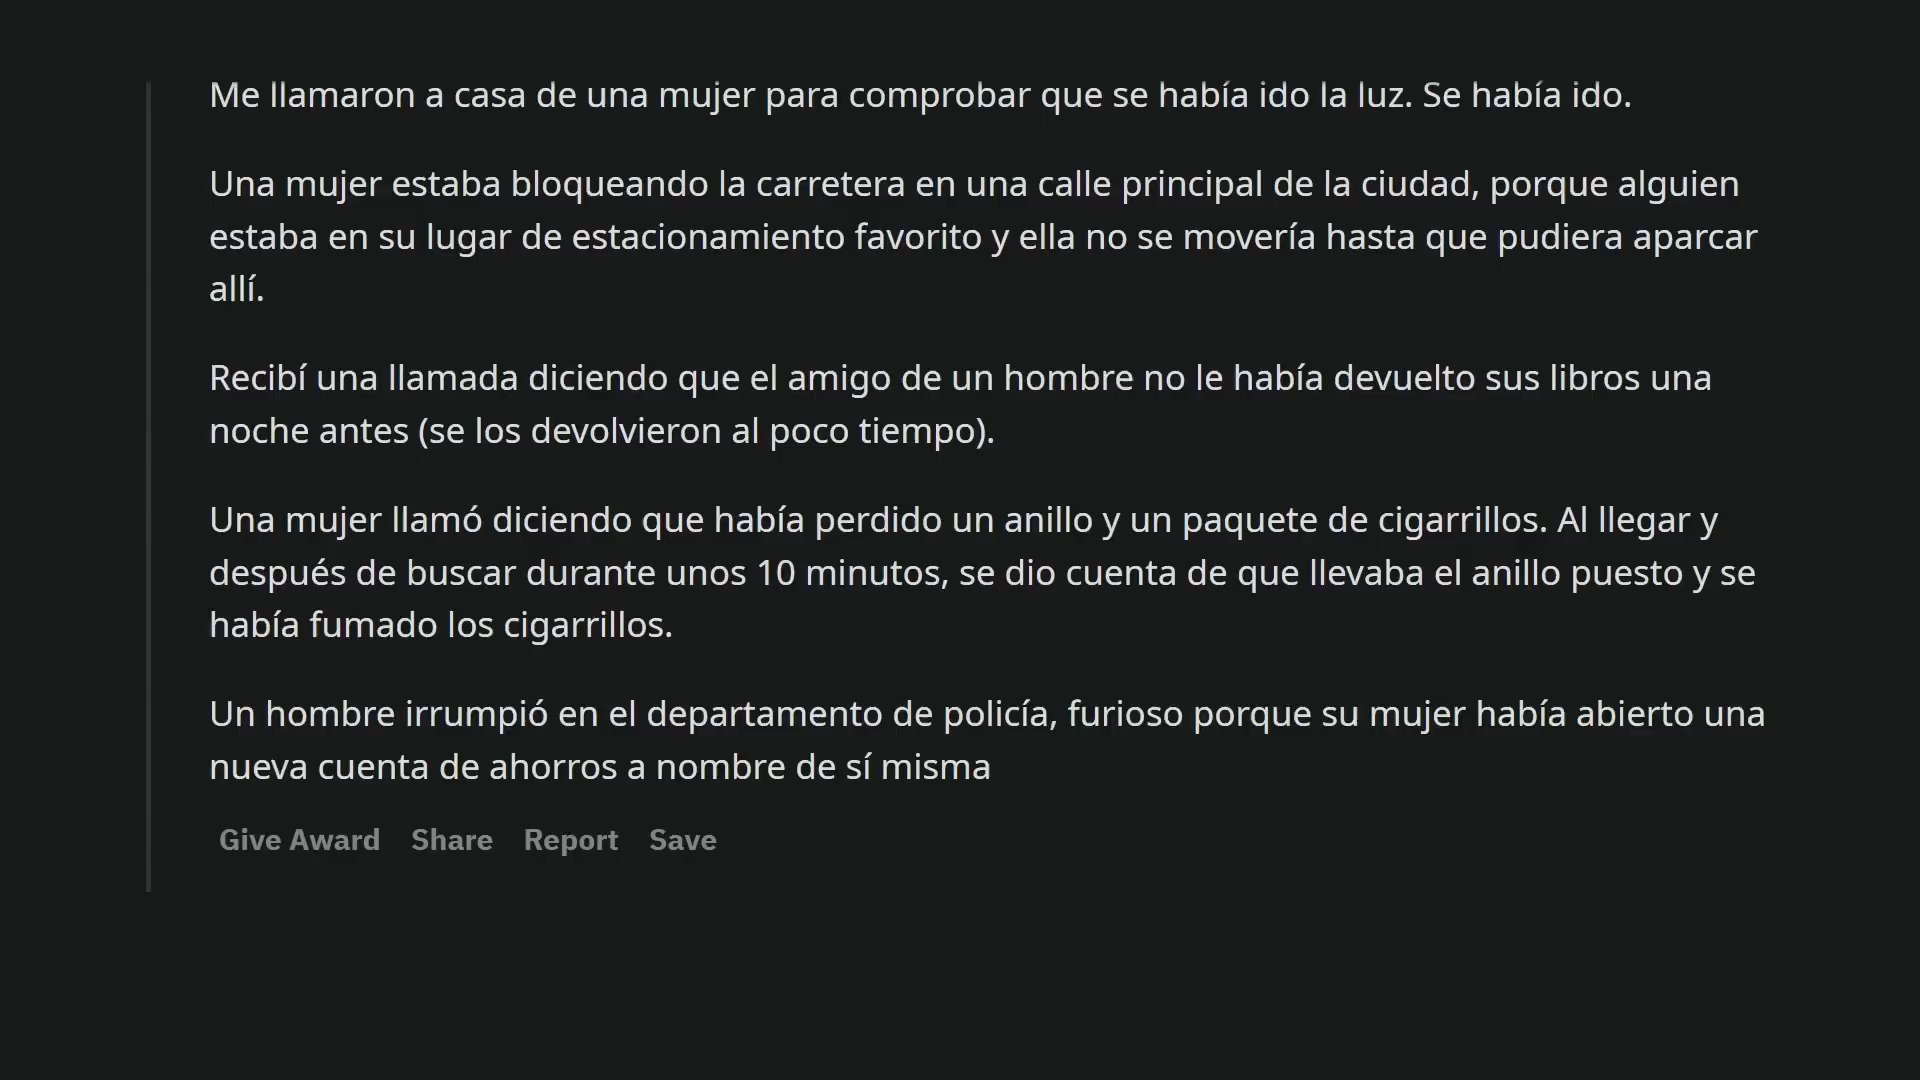 Me llamaron a casa de una mujer para comprobar que se había ido la luz. Se había ido.
Una mujer estaba bloqueando la carretera en una calle principal de la ciudad, porque alguien
estaba en su lugar de estacionamiento favorito y ella no se movería hasta que pudiera aparcar
allí.
Recibí una llamada diciendo que el amigo de un hombre no le había devuelto sus libros una
noche antes (se los devolvieron al poco tiempo).
Una mujer llamó diciendo que había perdido un anillo y un paquete de cigarrillos. Al llegar y
después de buscar durante unos 10 minutos, se dio cuenta de que llevaba el anillo puesto y se
había fumado los cigarrillos.
Un hombre irrumpió en el departamento de policía, furioso porque su mujer había abierto una
nueva cuenta de ahorros a nombre de sí misma
Give Award Share Report Save